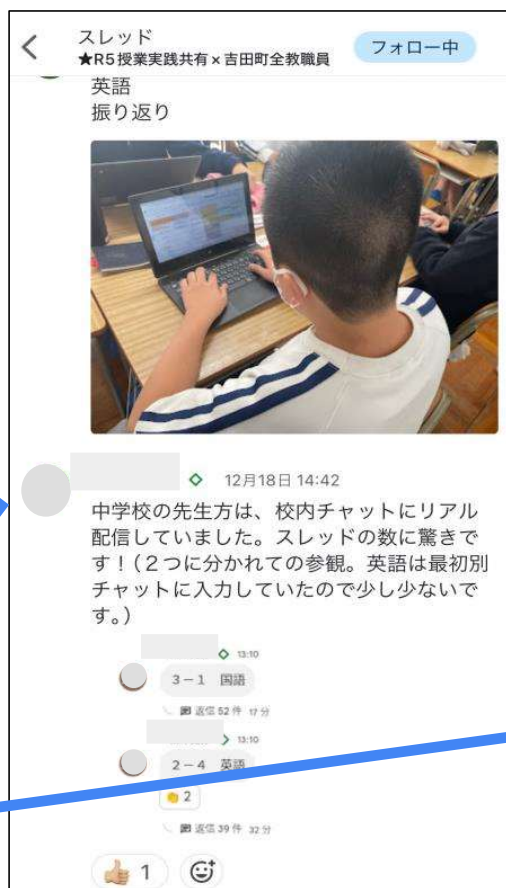 スレッド
★R5授業実践共有×吉田町全教職員
フォロー中
英語
振り返り
12月18日 14:42
中学校の先生方は、校内チャットにリアル
配信していました。スレッドの数に驚きで
す！（２つに分かれての参観。英語は最初別
チャットに入力していたので少し少ないで
す。）
13:10
３－１　国語
返信 52 件 17 分
13:10
２－４　英語
👏 2
返信 39 件 32 分
👍 1